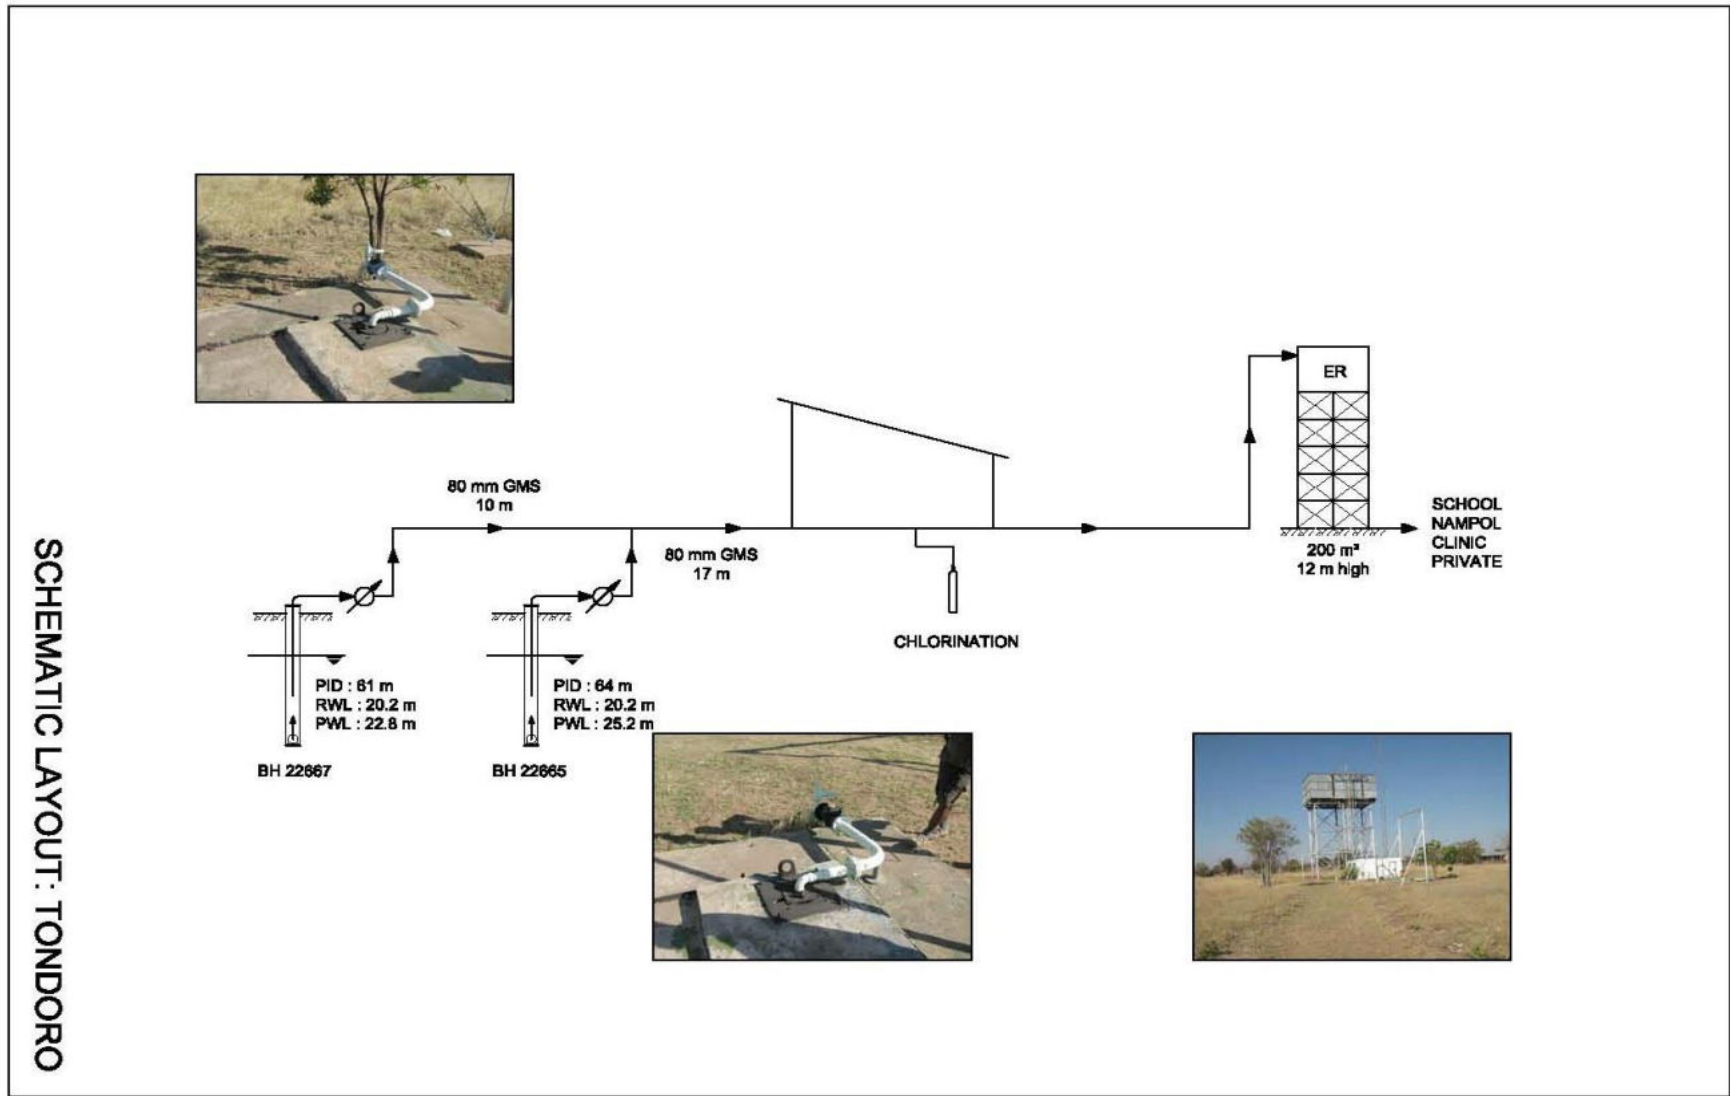 SCHEMATIC LAYOUT: TONDORO
80 mm GMS
10 m
80 mm GMS
17 m
ER
200 m³
12 m high
SCHOOL
NAMPOL
CLINIC
PRIVATE
CHLORINATION
PID : 61 m
RWL : 20.2 m
PWL : 22.8 m
BH 22667
PID : 64 m
RWL : 20.2 m
PWL : 25.2 m
BH 22665